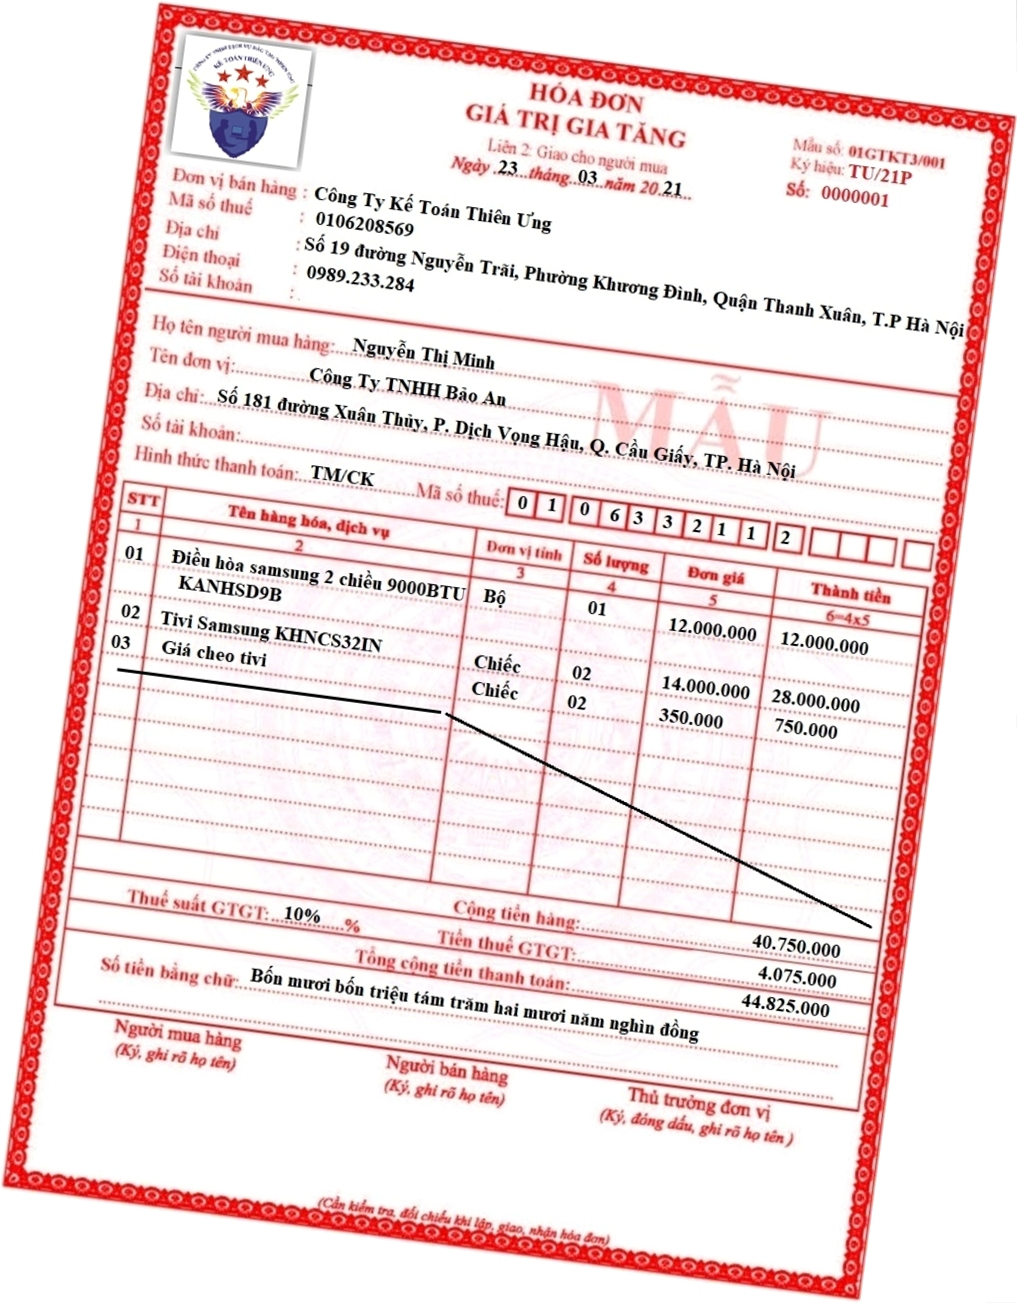 CÔNG TY TNHH DỊCH VỤ ĐÀO TẠO THIÊN ƯNG
KẾ TOÁN THIÊN ƯNG
HÓA ĐƠN
GIÁ TRỊ GIA TĂNG
Liên 2: Giao cho người mua
Ngày .23...tháng..03...năm 20.21..
Mẫu số: 01GTKT3/001
Ký hiệu: TU/21P
Số: 0000001
Đơn vị bán hàng : Công Ty Kế Toán Thiên Ưng
Mã số thuế : 0106208569
Địa chỉ : Số 19 đường Nguyễn Trãi, Phường Khương Đình, Quận Thanh Xuân, T.P Hà Nội
Điện thoại : 0989.233.284
Số tài khoản :
Họ tên người mua hàng: Nguyễn Thị Minh
Tên đơn vị: Công Ty TNHH Bảo An
MẪU
Địa chỉ: Số 181 đường Xuân Thủy, P. Dịch Vọng Hậu, Q. Cầu Giấy, TP. Hà Nội
Số tài khoản:
Hình thức thanh toán: TM/CK Mã số thuế: 0 1 0 6 3 3 2 1 1 2
STT Tên hàng hóa, dịch vụ Đơn vị tính Số lượng Đơn giá Thành tiền
1 2 3 4 5 6=4x5
01 Điều hòa samsung 2 chiều 9000BTU Bộ 01 12.000.000 12.000.000
KANHSD9B
02 Tivi Samsung KHNCS32IN Chiếc 02 14.000.000 28.000.000
03 Giá cheo tivi Chiếc 02 350.000 750.000
Cộng tiền hàng: 40.750.000
Thuế suất GTGT: 10% % Tiền thuế GTGT: 4.075.000
Tổng cộng tiền thanh toán: 44.825.000
Số tiền bằng chữ: Bốn mươi bốn triệu tám trăm hai mươi năm nghìn đồng
Người mua hàng Người bán hàng Thủ trưởng đơn vị
(Ký, ghi rõ họ tên) (Ký, ghi rõ họ tên) (Ký, đóng dấu, ghi rõ họ tên )
(Cần kiểm tra, đối chiếu khi lập, giao, nhận hóa đơn)